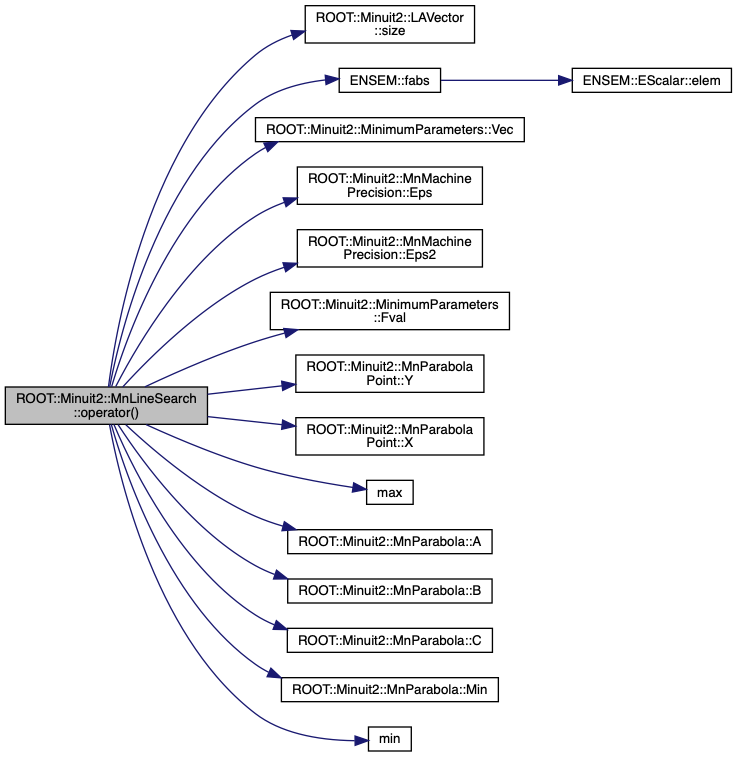 ROOT::Minuit2::LAVector
::size
ENSEM::fabs
ENSEM::EScalar::elem
ROOT::Minuit2::MinimumParameters::Vec
ROOT::Minuit2::MnMachine
Precision::Eps
ROOT::Minuit2::MnMachine
Precision::Eps2
ROOT::Minuit2::MinimumParameters
::Fval
ROOT::Minuit2::MnParabola
Point::Y
ROOT::Minuit2::MnLineSearch
::operator()
ROOT::Minuit2::MnParabola
Point::X
max
ROOT::Minuit2::MnParabola::A
ROOT::Minuit2::MnParabola::B
ROOT::Minuit2::MnParabola::C
ROOT::Minuit2::MnParabola::Min
min